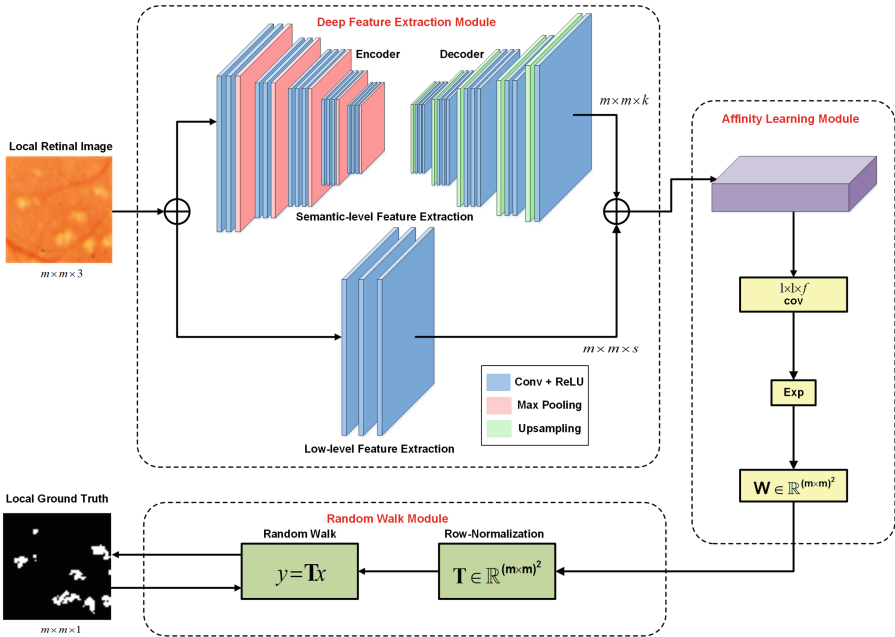 Deep Feature Extraction Module
Encoder
Decoder
m×m×k
Affinity Learning Module
Local Retinal Image
m×m×3
Semantic-level Feature Extraction
1×1×f
cov
m×m×s
Conv + ReLU
Max Pooling
Upsampling
Exp
Low-level Feature Extraction
W ∈ ℝ^(m×m)²
Local Ground Truth
Random Walk Module
Random Walk
Row-Normalization
y=Tx
T ∈ ℝ^(m×m)²
m×m×1